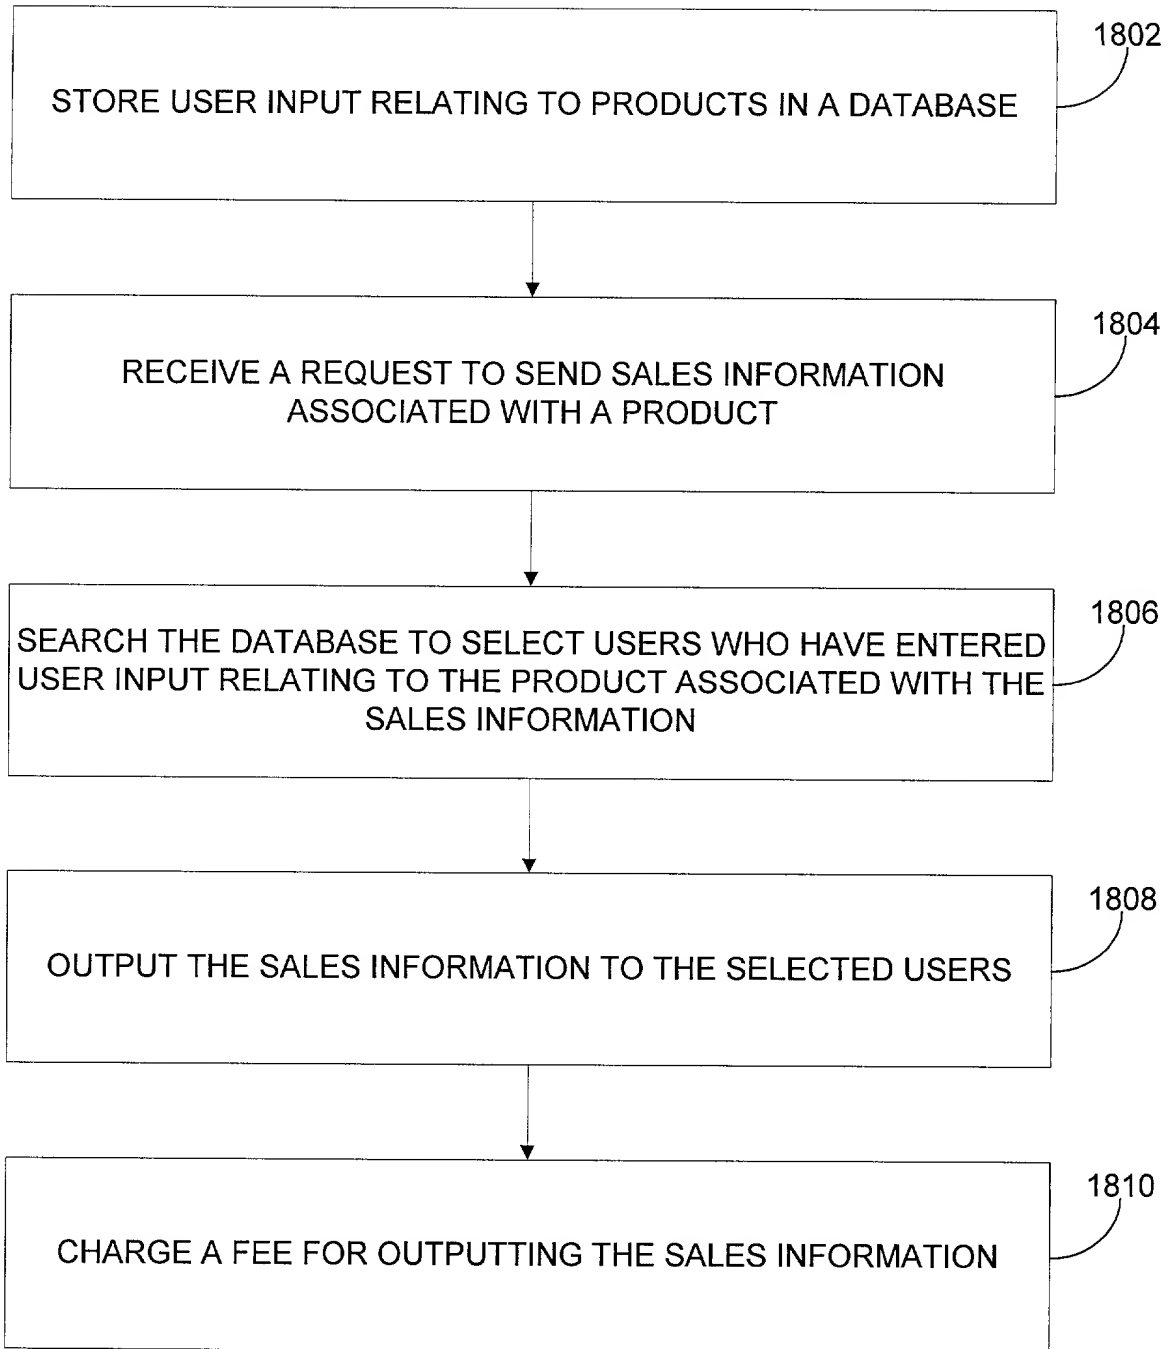 1802
STORE USER INPUT RELATING TO PRODUCTS IN A DATABASE
1804
RECEIVE A REQUEST TO SEND SALES INFORMATION
ASSOCIATED WITH A PRODUCT
1806
SEARCH THE DATABASE TO SELECT USERS WHO HAVE ENTERED
USER INPUT RELATING TO THE PRODUCT ASSOCIATED WITH THE
SALES INFORMATION
1808
OUTPUT THE SALES INFORMATION TO THE SELECTED USERS
1810
CHARGE A FEE FOR OUTPUTTING THE SALES INFORMATION